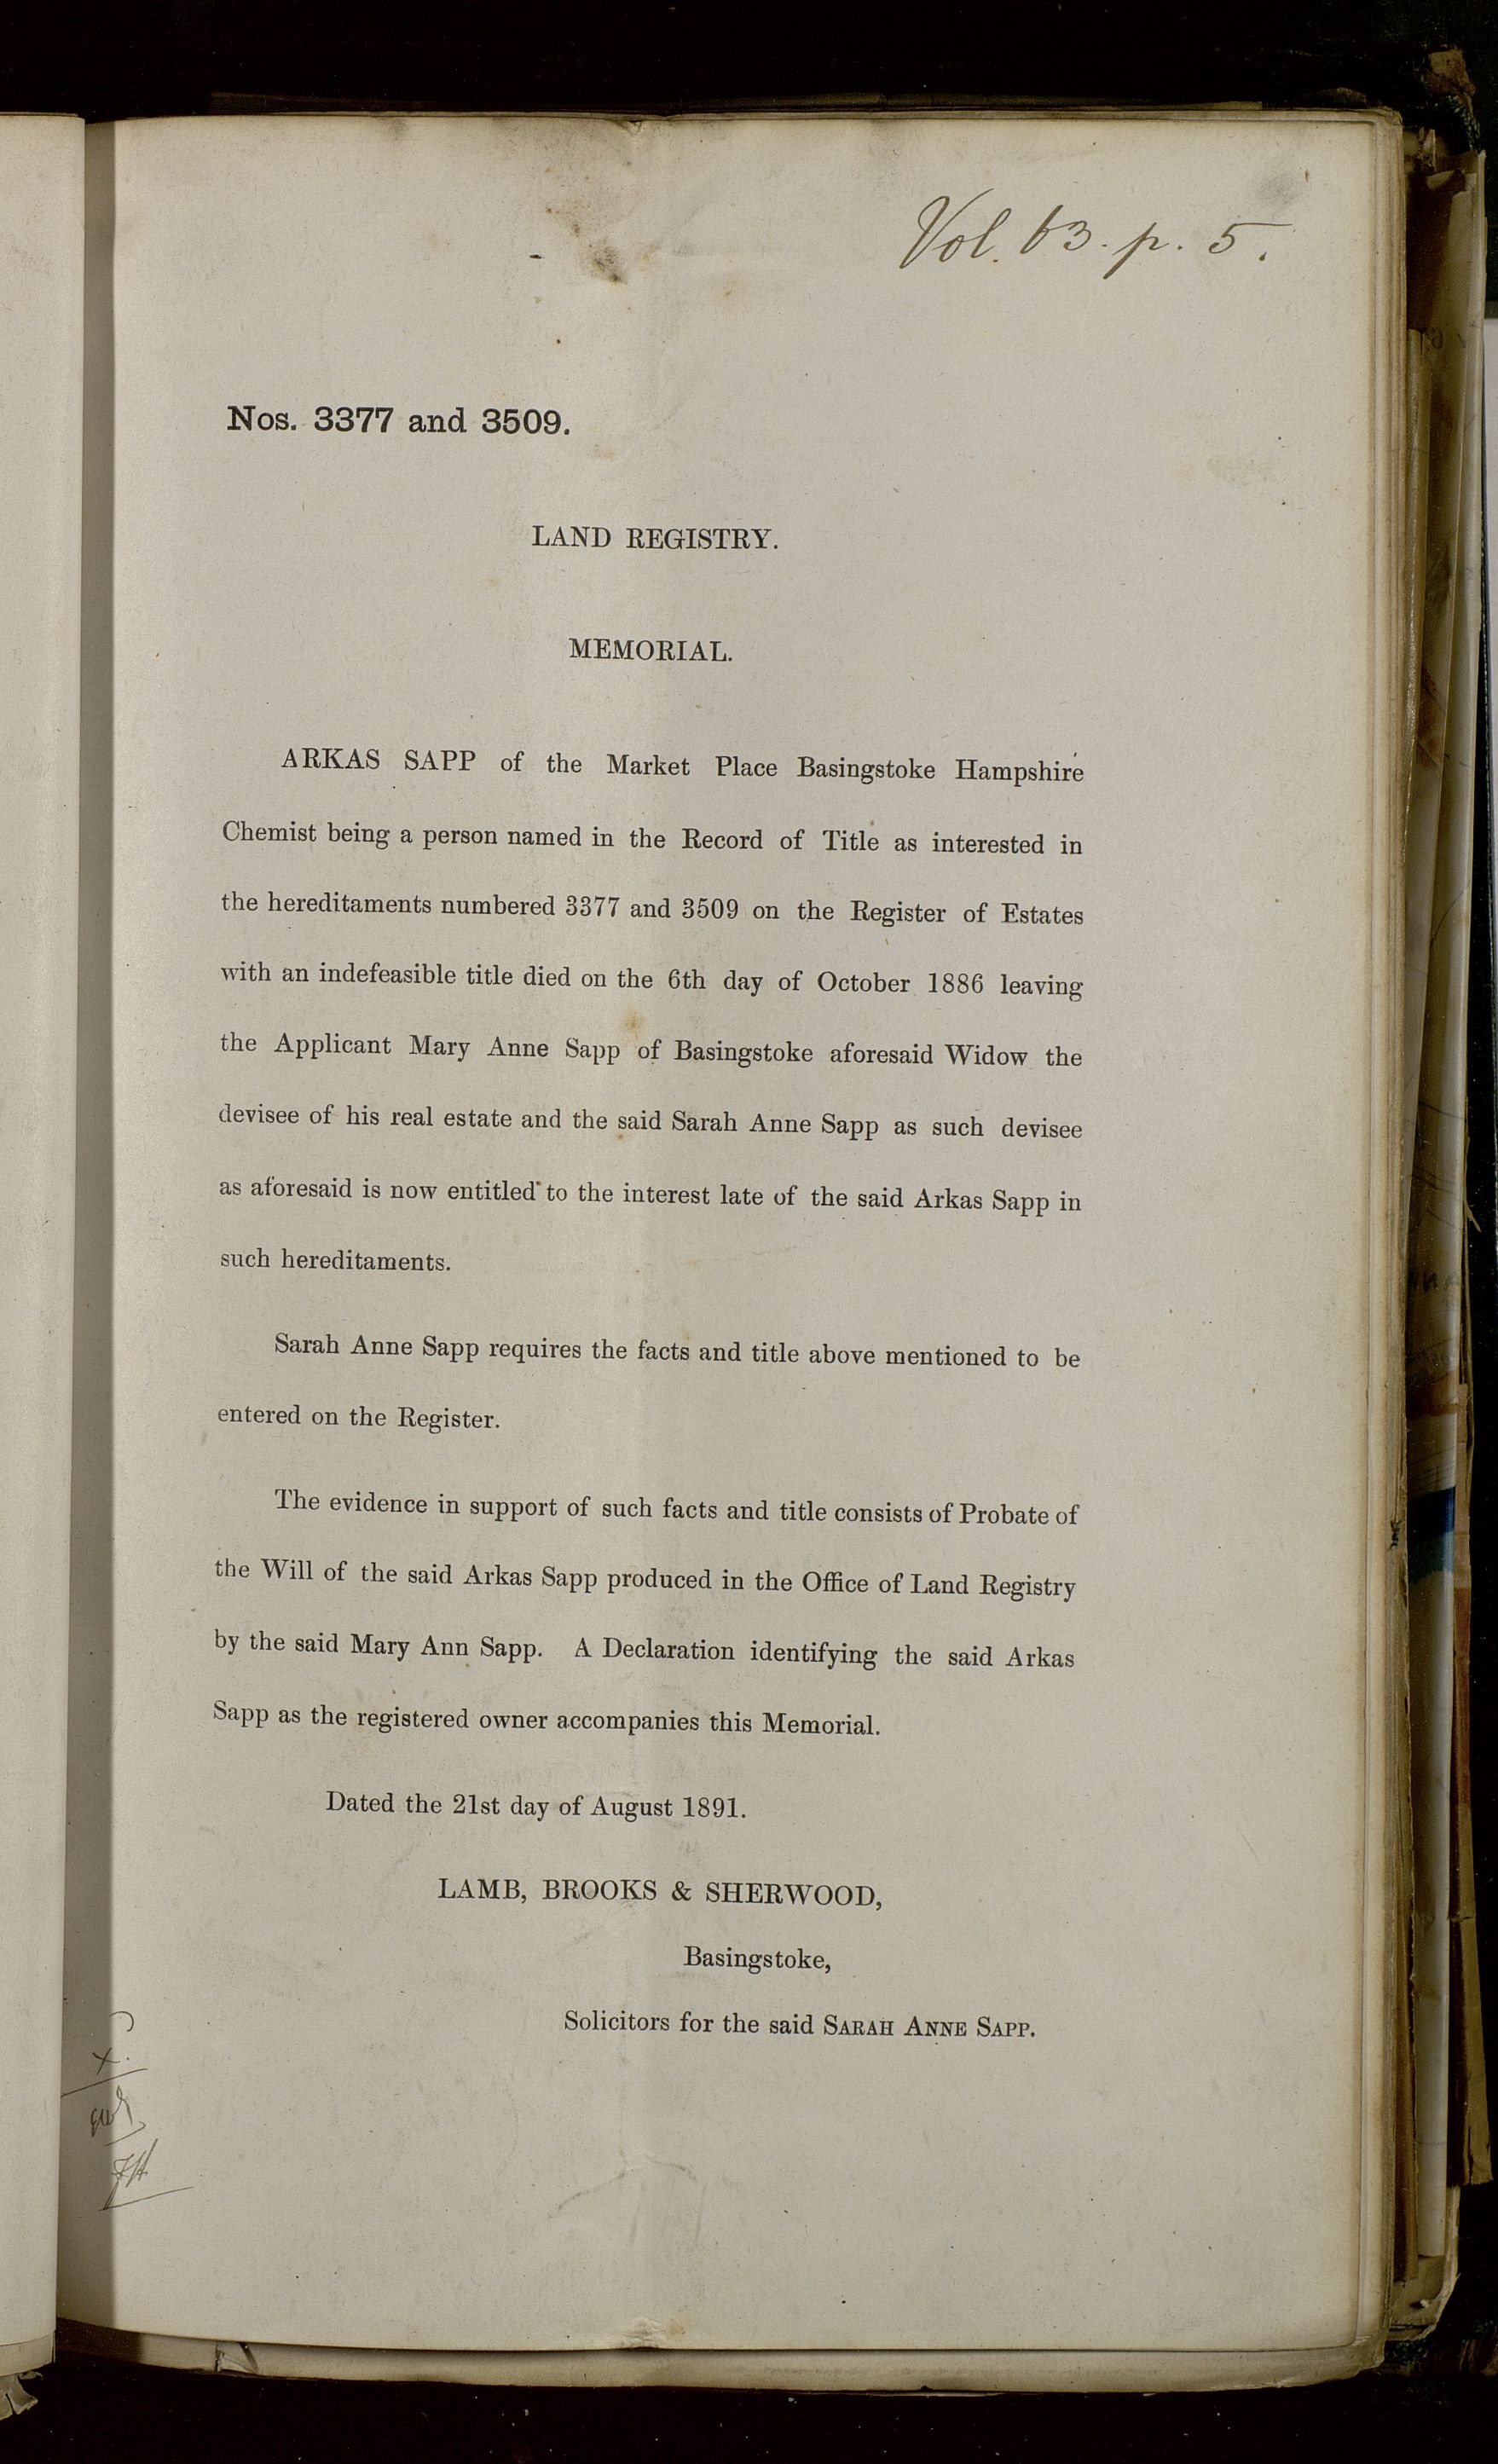 Vol. 63. p. 5.
Nos. 3377 and 3509.
LAND REGISTRY.
MEMORIAL.
ARKAS SAPP of the Market Place Basingstoke Hampshire
Chemist being a person named in the Record of Title as interested in
the hereditaments numbered 3377 and 3509 on the Register of Estates
with an indefeasible title died on the 6th day of October 1886 leaving
the Applicant Mary Anne Sapp of Basingstoke aforesaid Widow the
devisee of his real estate and the said Sarah Anne Sapp as such devisee
as aforesaid is now entitled to the interest late of the said Arkas Sapp in
such hereditaments.
Sarah Anne Sapp requires the facts and title above mentioned to be
entered on the Register.
The evidence in support of such facts and title consists of Probate of
the Will of the said Arkas Sapp produced in the Office of Land Registry
by the said Mary Ann Sapp. A Declaration identifying the said Arkas
Sapp as the registered owner accompanies this Memorial.
Dated the 21st day of August 1891.
LAMB, BROOKS & SHERWOOD,
Basingstoke,
Solicitors for the said SARAH ANNE SAPP.